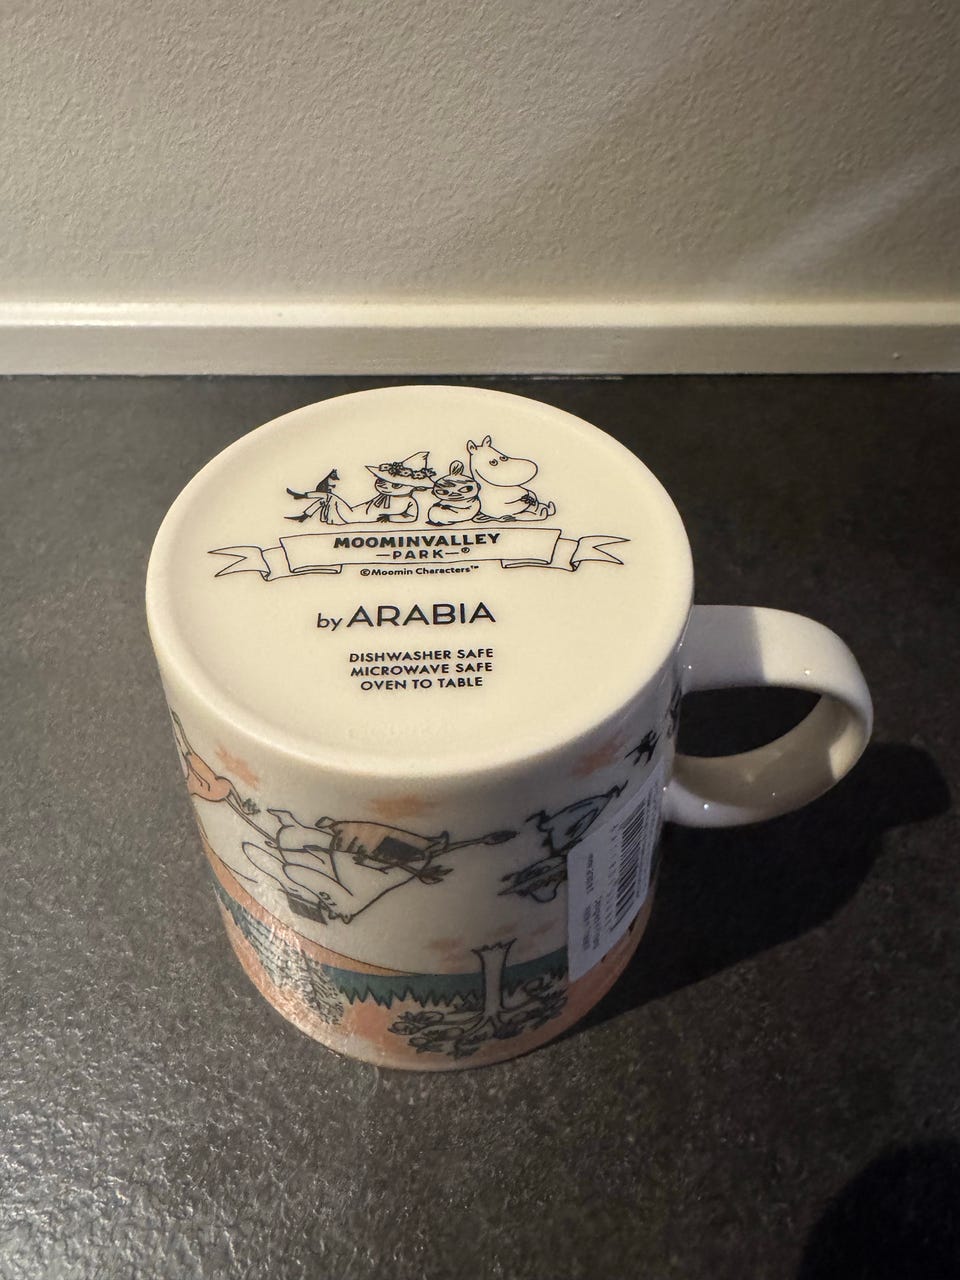 MOOMINVALLEY
—PARK—®
©Moomin Characters™
by ARABIA
DISHWASHER SAFE
MICROWAVE SAFE
OVEN TO TABLE